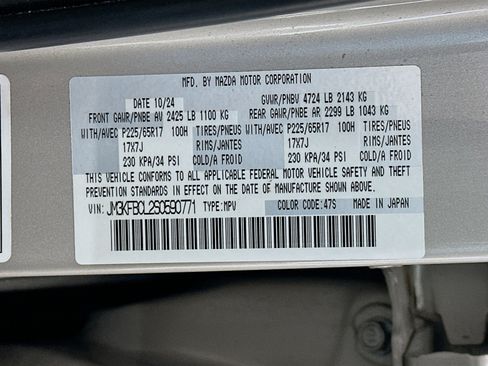 MFD. BY MAZDA MOTOR CORPORATION
DATE 10/24 GVWR/PNBV 4724 LB 2143 KG
FRONT GAWR/PNBE AV 2425 LB 1100 KG REAR GAWR/PNBE AR 2299 LB 1043 KG
WITH/AVEC P225/65R17 100H TIRES/PNEUS WITH/AVEC P225/65R17 100H TIRES/PNEUS
17X7J RIMS/JANTES 17X7J RIMS/JANTES
230 KPA/34 PSI COLD/A FROID 230 KPA/34 PSI COLD/A FROID
THIS VEHICLE CONFORMS TO ALL APPLICABLE FEDERAL MOTOR VEHICLE SAFETY AND THEFT
PREVENTION STANDARDS IN EFFECT ON THE DATE OF MANUFACTURE SHOWN ABOVE.
VIN: JM3KFBCL2S0590771 TYPE:MPV COLOR CODE:47S MADE IN JAPAN